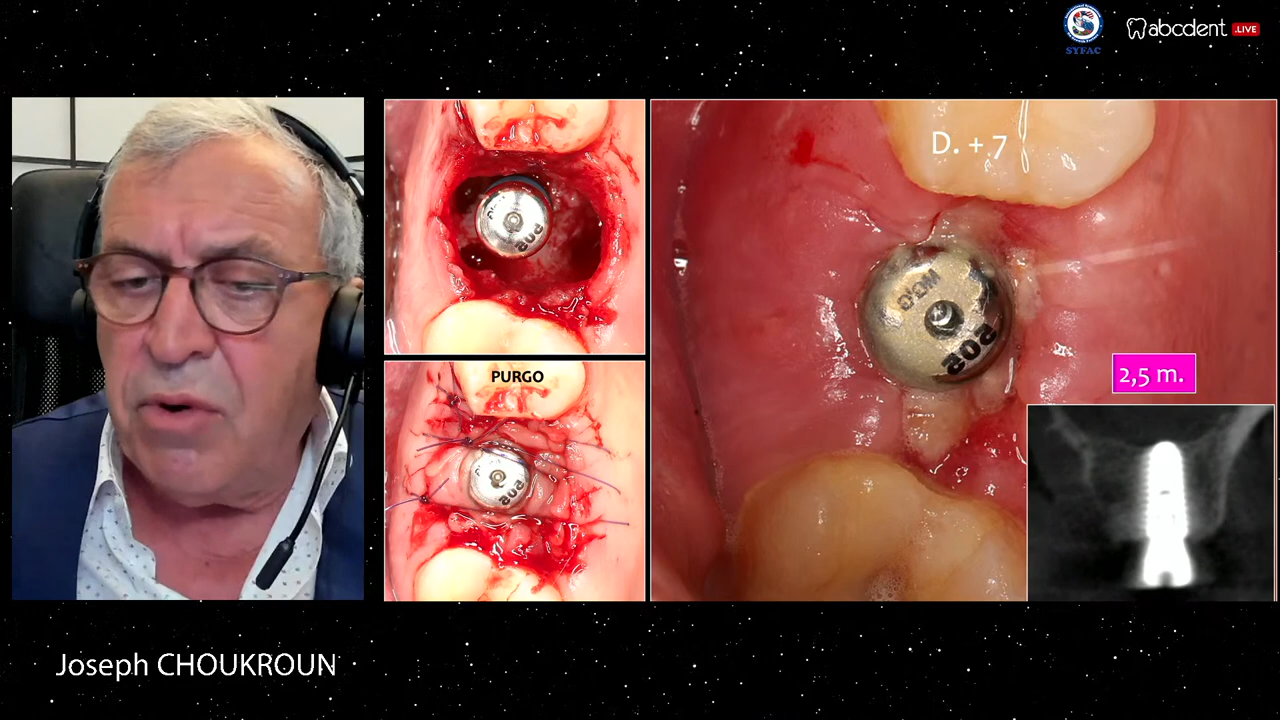 SYFAC
abcdent .LIVE
PURGO
D. + 7
2,5 m.
Joseph CHOUKROUN